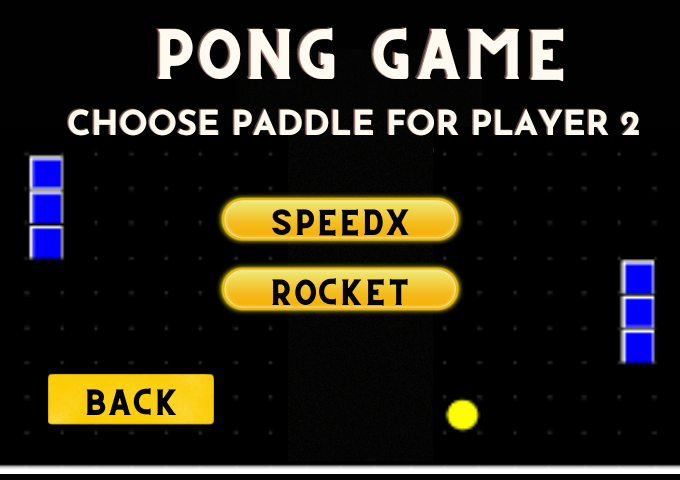 PONG GAME
CHOOSE PADDLE FOR PLAYER 2
SPEEDX
ROCKET
BACK